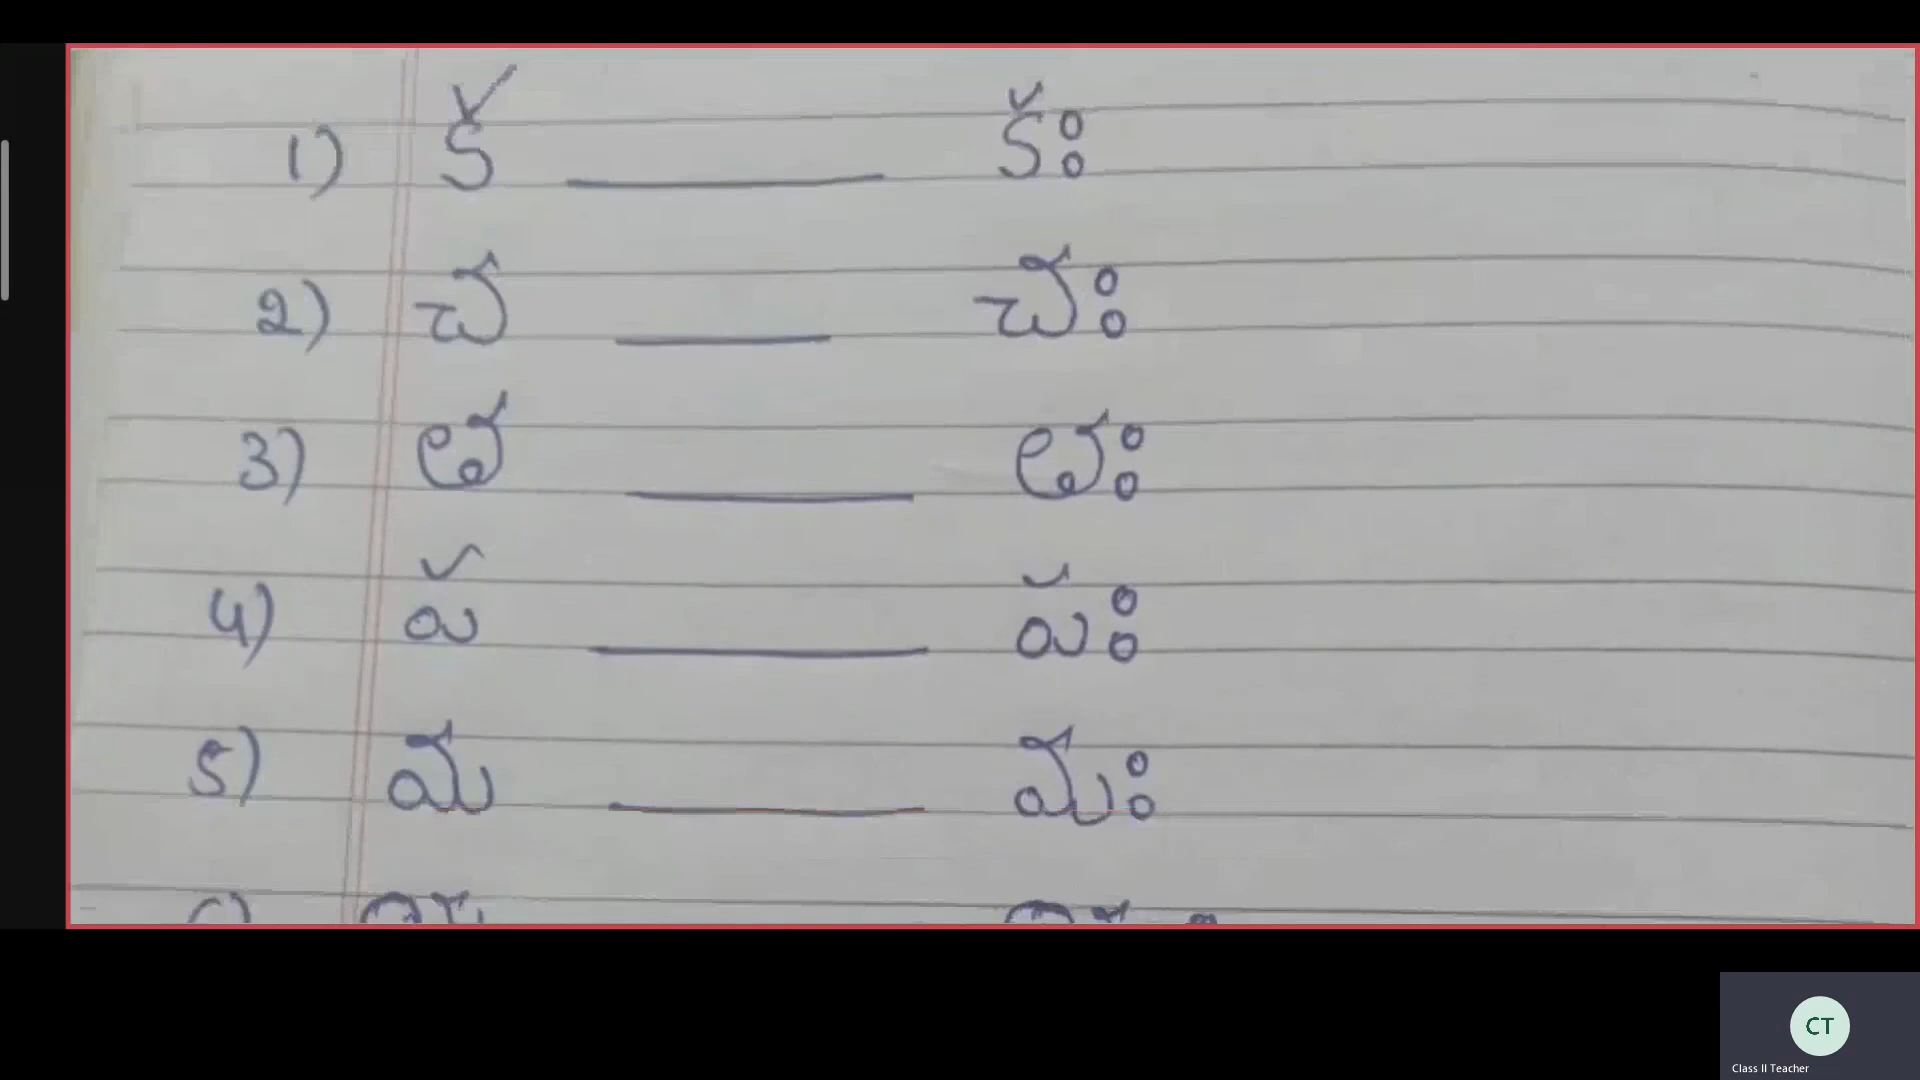 1) క ______ కః
2) చ ______ చః
3) త ______ తః
4) ప ______ పః
5) మ ______ మః